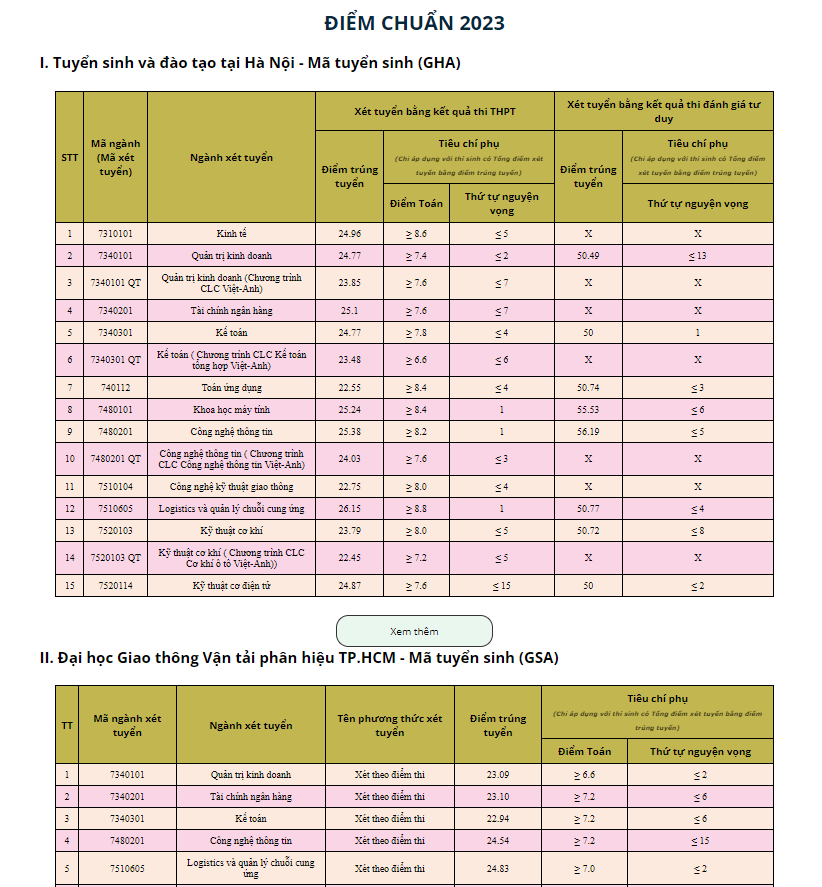 ĐIỂM CHUẨN 2023
I. Tuyển sinh và đào tạo tại Hà Nội - Mã tuyển sinh (GHA)
STT Mã ngành (Mã xét tuyển) Ngành xét tuyển Xét tuyển bằng kết quả thi THPT Xét tuyển bằng kết quả thi đánh giá tư duy
Điểm trúng tuyển Tiêu chí phụ Điểm trúng tuyển Tiêu chí phụ
(Chỉ áp dụng với thí sinh có Tổng điểm xét tuyển bằng điểm trúng tuyển) (Chỉ áp dụng với thí sinh có Tổng điểm xét tuyển bằng điểm trúng tuyển)
Điểm Toán Thứ tự nguyện vọng Thứ tự nguyện vọng
1 7310101 Kinh tế 24.96 ≥ 8.6 ≤ 5 X X
2 7340101 Quản trị kinh doanh 24.77 ≥ 7.4 ≤ 2 50.49 ≤ 13
3 7340101 QT Quản trị kinh doanh (Chương trình CLC Việt-Anh) 23.85 ≥ 7.6 ≤ 7 X X
4 7340201 Tài chính ngân hàng 25.1 ≥ 7.6 ≤ 7 X X
5 7340301 Kế toán 24.77 ≥ 7.8 ≤ 4 50 1
6 7340301 QT Kế toán ( Chương trình CLC Kế toán tổng hợp Việt-Anh) 23.48 ≥ 6.6 ≤ 6 X X
7 740112 Toán ứng dụng 22.55 ≥ 8.4 ≤ 4 50.74 ≤ 3
8 7480101 Khoa học máy tính 25.24 ≥ 8.4 1 55.53 ≤ 6
9 7480201 Công nghệ thông tin 25.38 ≥ 8.2 1 56.19 ≤ 5
10 7480201 QT Công nghệ thông tin ( Chương trình CLC Công nghệ thông tin Việt-Anh) 24.03 ≥ 7.6 ≤ 3 X X
11 7510104 Công nghệ kỹ thuật giao thông 22.75 ≥ 8.0 ≤ 4 X X
12 7510605 Logistics và quản lý chuỗi cung ứng 26.15 ≥ 8.8 1 50.77 ≤ 4
13 7520103 Kỹ thuật cơ khí 23.79 ≥ 8.0 ≤ 5 50.72 ≤ 8
14 7520103 QT Kỹ thuật cơ khí ( Chương trình CLC Cơ khí ô tô Việt-Anh)) 22.45 ≥ 7.2 ≤ 5 X X
15 7520114 Kỹ thuật cơ điện tử 24.87 ≥ 7.6 ≤ 15 50 ≤ 2
Xem thêm
II. Đại học Giao thông Vận tải phân hiệu TP.HCM - Mã tuyển sinh (GSA)
TT Mã ngành xét tuyển Ngành xét tuyển Tên phương thức xét tuyển Điểm trúng tuyển Tiêu chí phụ
(Chỉ áp dụng với thí sinh có Tổng điểm xét tuyển bằng điểm trúng tuyển)
Điểm Toán Thứ tự nguyện vọng
1 7340101 Quản trị kinh doanh Xét theo điểm thi 23.09 ≥ 6.6 ≤ 2
2 7340201 Tài chính ngân hàng Xét theo điểm thi 23.10 ≥ 7.2 ≤ 6
3 7340301 Kế toán Xét theo điểm thi 22.94 ≥ 7.2 ≤ 6
4 7480201 Công nghệ thông tin Xét theo điểm thi 24.54 ≥ 7.2 ≤ 15
5 7510605 Logistics và quản lý chuỗi cung ứng Xét theo điểm thi 24.83 ≥ 7.0 ≤ 2